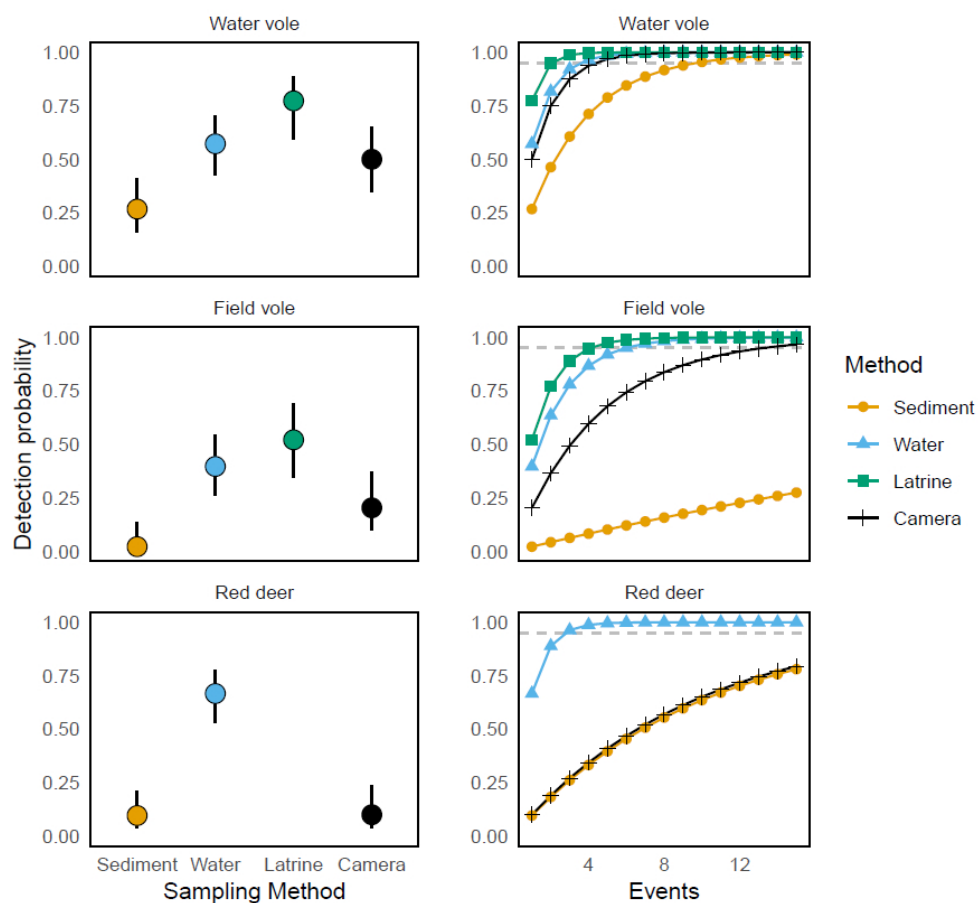 Water vole
Water vole
1.00
0.75
0.50
0.25
0.00
1.00
0.75
0.50
0.25
0.00
Field vole
Field vole
1.00
0.75
0.50
0.25
0.00
1.00
0.75
0.50
0.25
0.00
Detection probability
Red deer
Red deer
1.00
0.75
0.50
0.25
0.00
1.00
0.75
0.50
0.25
0.00
Sediment Water Latrine Camera
Sampling Method
4 8 12
Events
Method
Sediment
Water
Latrine
Camera